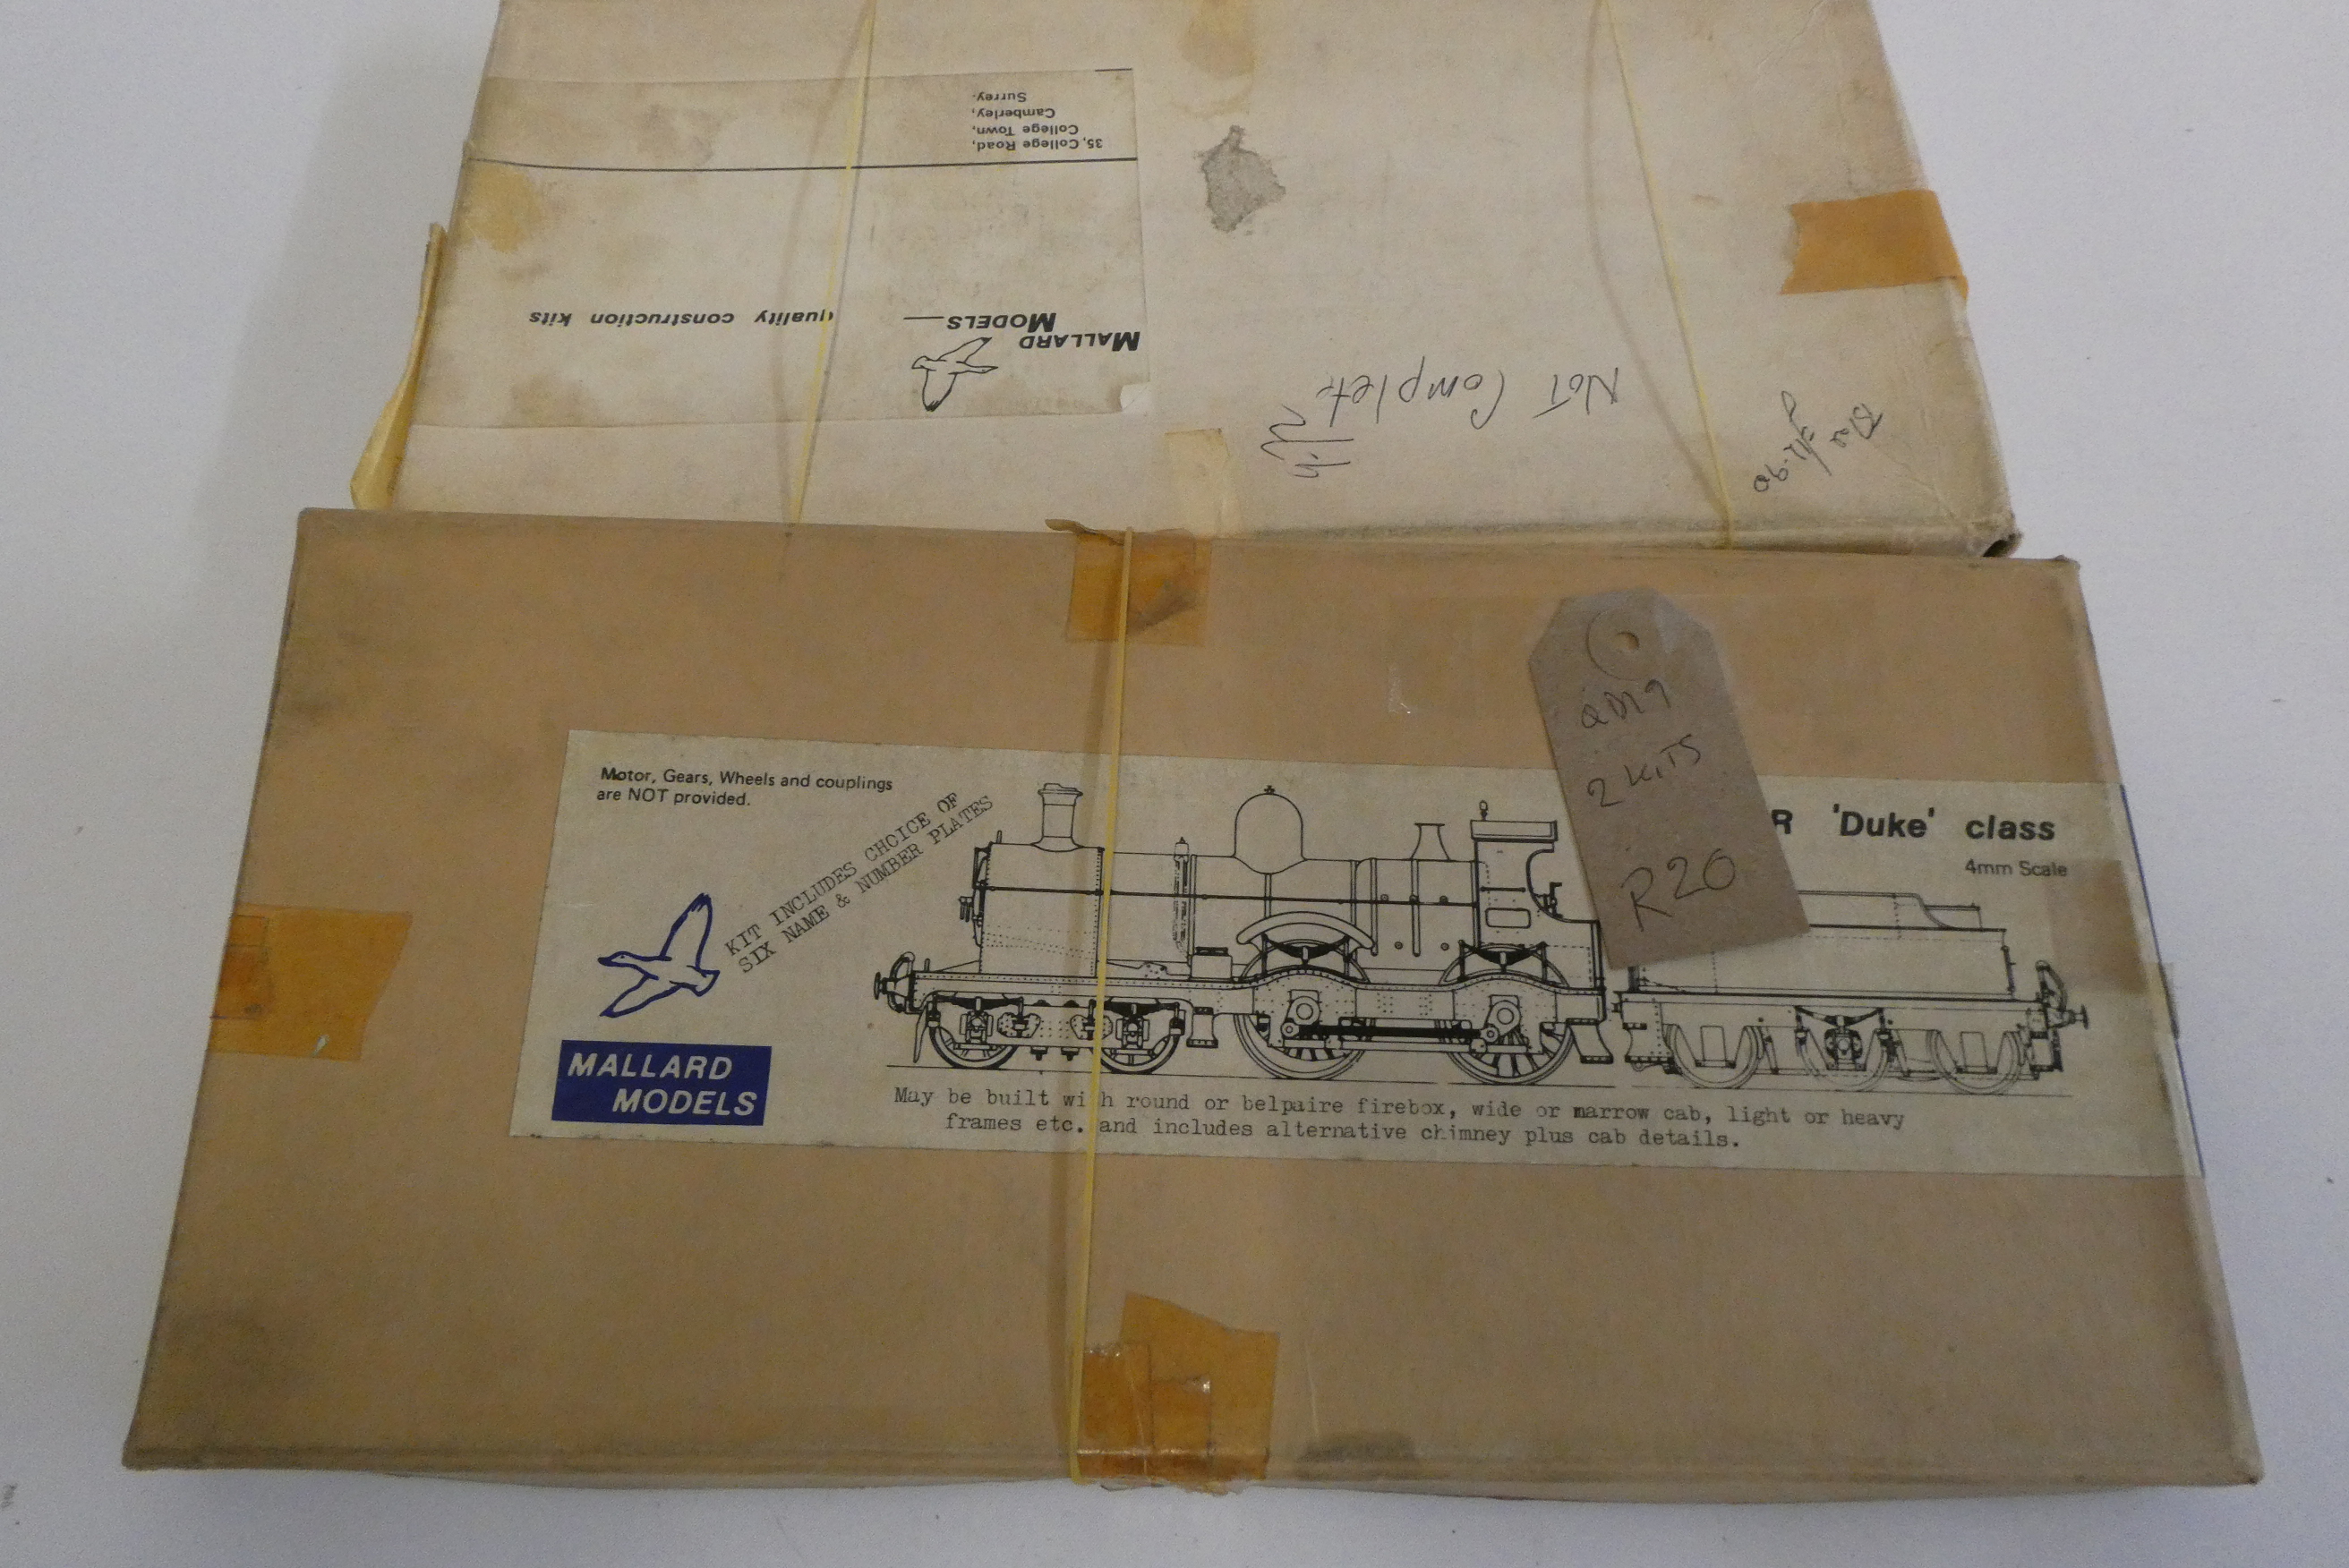 35, College Road,
College Town,
Camberley,
Surrey.
MALLARD
MODELS
quality construction kits
Not Complete
Motor, Gears, Wheels and couplings
are NOT provided.
KIT INCLUDES CHOICE OF
SIX NAME & NUMBER PLATES
MALLARD
MODELS
2 KITS
R20
R 'Duke' class
4mm Scale
May be built with round or belpaire firebox, wide or narrow cab, light or heavy
frames etc. and includes alternative chimney plus cab details.